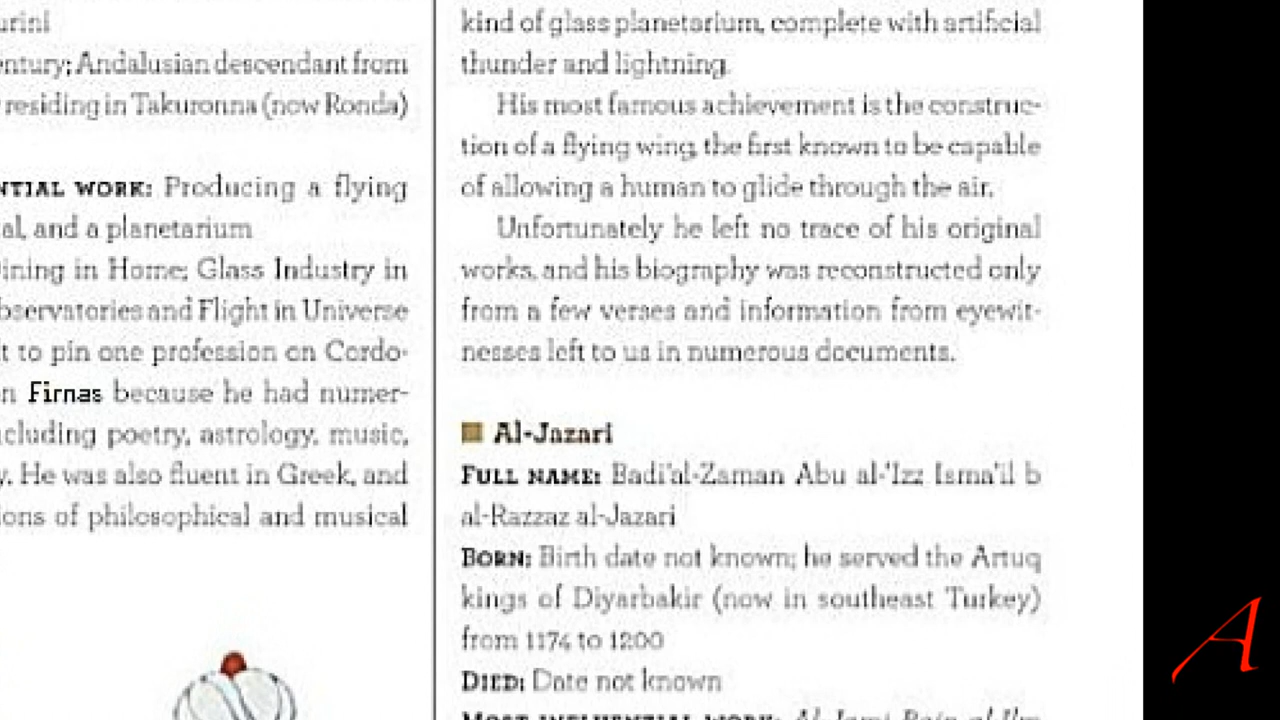 urini
entury; Andalusian descendant from
residing in Takuronna (now Ronda)
NTIAL WORK: Producing a flying
al, and a planetarium
ining in Home; Glass Industry in
bservatories and Flight in Universe
t to pin one profession on Cordo-
n Firnas because he had numer-
cluding poetry, astrology, music,
y. He was also fluent in Greek, and
ions of philosophical and musical
kind of glass planetarium, complete with artificial
thunder and lightning.
His most famous achievement is the construc-
tion of a flying wing, the first known to be capable
of allowing a human to glide through the air.
Unfortunately he left no trace of his original
works, and his biography was reconstructed only
from a few verses and information from eyewit-
nesses left to us in numerous documents.
Al-Jazari
FULL NAME: Badi'al-Zaman Abu al-'Izz Isma'il b
al-Razzaz al-Jazari
BORN: Birth date not known; he served the Artuq
kings of Diyarbakir (now in southeast Turkey)
from 1174 to 1200
DIED: Date not known
MOST INFLUENTIAL WORK: Al-Jami Bain al-Ilm
A